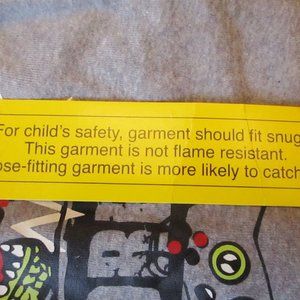 For child's safety, garment should fit snug
This garment is not flame resistant.
ose-fitting garment is more likely to catch